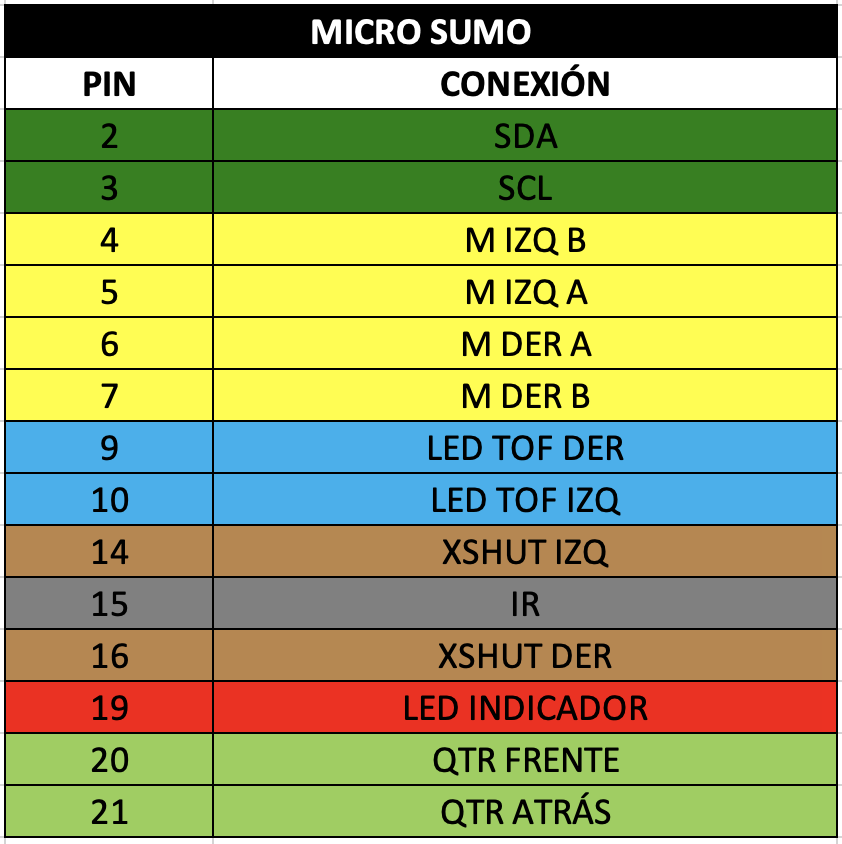 MICRO SUMO
PIN CONEXIÓN
2 SDA
3 SCL
4 M IZQ B
5 M IZQ A
6 M DER A
7 M DER B
9 LED TOF DER
10 LED TOF IZQ
14 XSHUT IZQ
15 IR
16 XSHUT DER
19 LED INDICADOR
20 QTR FRENTE
21 QTR ATRÁS